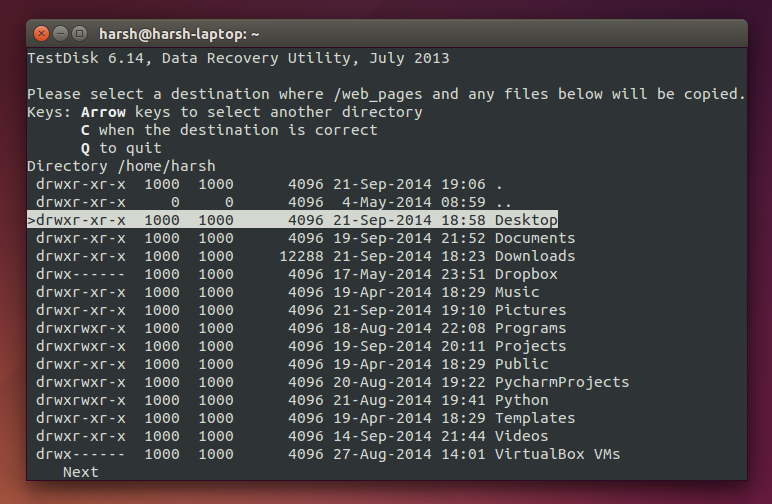 harsh@harsh-laptop: ~
TestDisk 6.14, Data Recovery Utility, July 2013
Please select a destination where /web_pages and any files below will be copied.
Keys: Arrow keys to select another directory
      C when the destination is correct
      Q to quit
Directory /home/harsh
 drwxr-xr-x  1000  1000      4096 21-Sep-2014 19:06 .
 drwxr-xr-x     0     0      4096  4-May-2014 08:59 ..
>drwxr-xr-x  1000  1000      4096 21-Sep-2014 18:58 Desktop
 drwxr-xr-x  1000  1000      4096 19-Sep-2014 21:52 Documents
 drwxr-xr-x  1000  1000     12288 21-Sep-2014 18:23 Downloads
 drwx------  1000  1000      4096 17-May-2014 23:51 Dropbox
 drwxr-xr-x  1000  1000      4096 19-Apr-2014 18:29 Music
 drwxr-xr-x  1000  1000      4096 21-Sep-2014 19:10 Pictures
 drwxrwxr-x  1000  1000      4096 18-Aug-2014 22:08 Programs
 drwxrwxr-x  1000  1000      4096 19-Sep-2014 20:11 Projects
 drwxr-xr-x  1000  1000      4096 19-Apr-2014 18:29 Public
 drwxrwxr-x  1000  1000      4096 20-Aug-2014 19:22 PycharmProjects
 drwxrwxr-x  1000  1000      4096 21-Aug-2014 19:41 Python
 drwxr-xr-x  1000  1000      4096 19-Apr-2014 18:29 Templates
 drwxr-xr-x  1000  1000      4096 14-Sep-2014 21:44 Videos
 drwx------  1000  1000      4096 27-Aug-2014 14:01 VirtualBox VMs
    Next